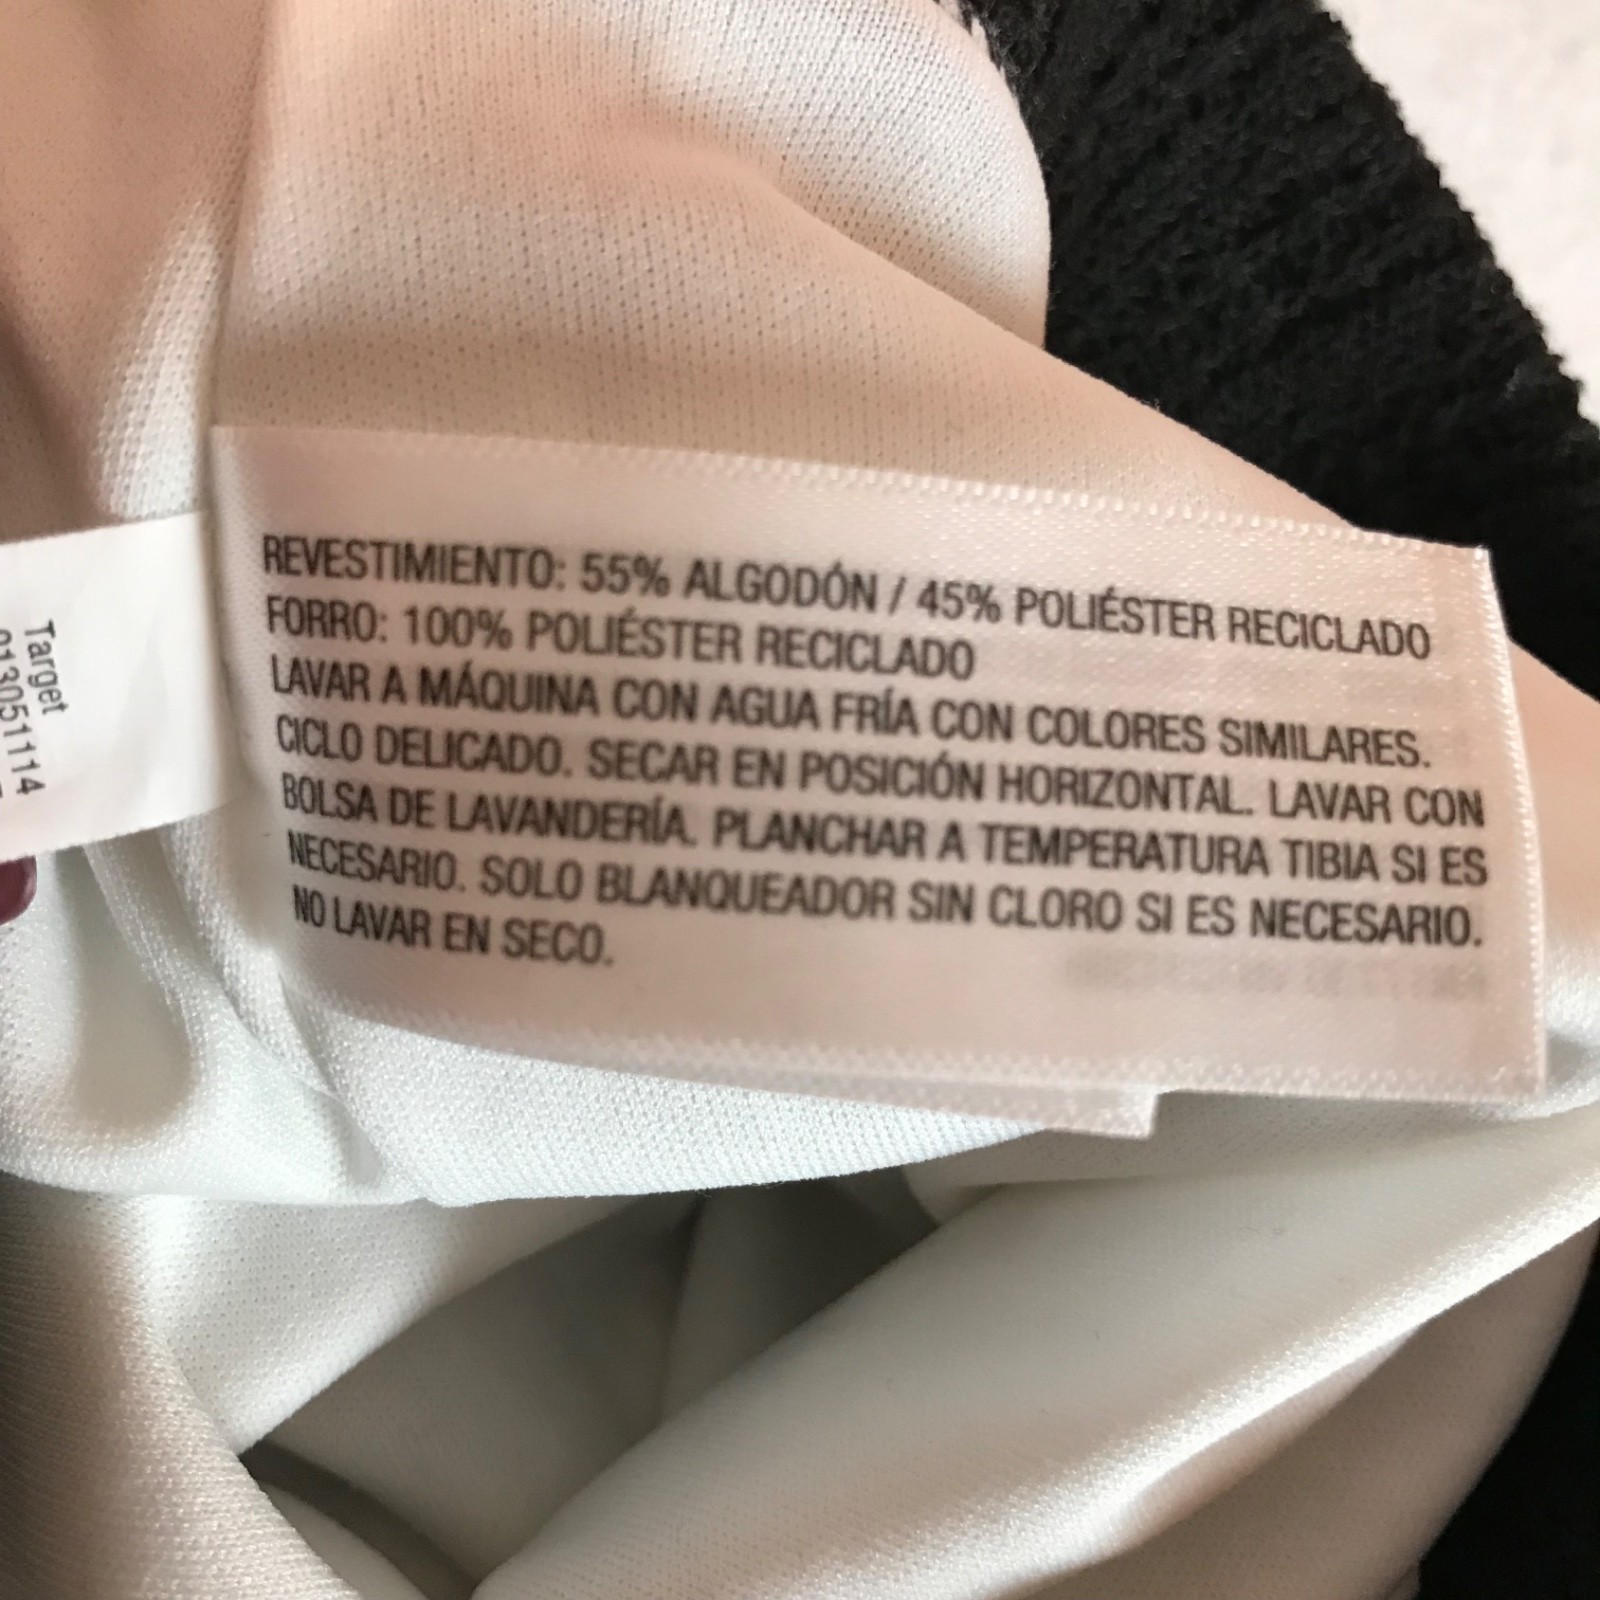 REVESTIMIENTO: 55% ALGODÓN / 45% POLIÉSTER RECICLADO
FORRO: 100% POLIÉSTER RECICLADO
LAVAR A MÁQUINA CON AGUA FRÍA CON COLORES SIMILARES.
CICLO DELICADO. SECAR EN POSICIÓN HORIZONTAL. LAVAR CON
BOLSA DE LAVANDERÍA. PLANCHAR A TEMPERATURA TIBIA SI ES
NECESARIO. SOLO BLANQUEADOR SIN CLORO SI ES NECESARIO.
NO LAVAR EN SECO.
Target